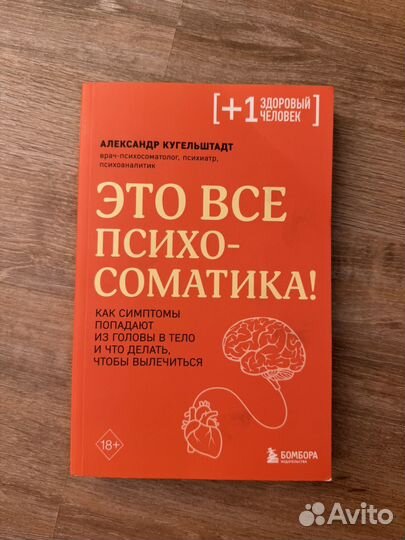 [+1 ЗДОРОВЫЙ
ЧЕЛОВЕК]
АЛЕКСАНДР КУГЕЛЬШТАДТ
врач-психосоматолог, психиатр,
психоаналитик
ЭТО ВСЕ
ПСИХО-
СОМАТИКА!
КАК СИМПТОМЫ
ПОПАДАЮТ
ИЗ ГОЛОВЫ В ТЕЛО
И ЧТО ДЕЛАТЬ,
ЧТОБЫ ВЫЛЕЧИТЬСЯ
18+
БОМБОРА
ИЗДАТЕЛЬСТВО
Avito